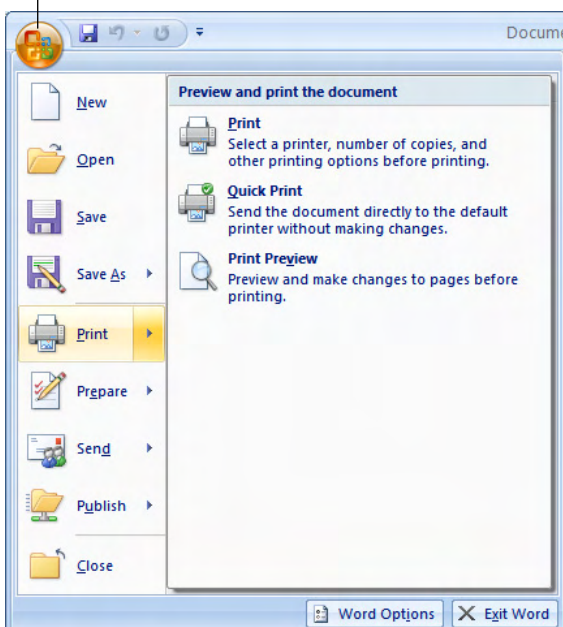 Docume
New
Open
Save
Save As
Print
Prepare
Send
Publish
Close
Preview and print the document
Print
Select a printer, number of copies, and
other printing options before printing.
Quick Print
Send the document directly to the default
printer without making changes.
Print Preview
Preview and make changes to pages before
printing.
Word Options
Exit Word